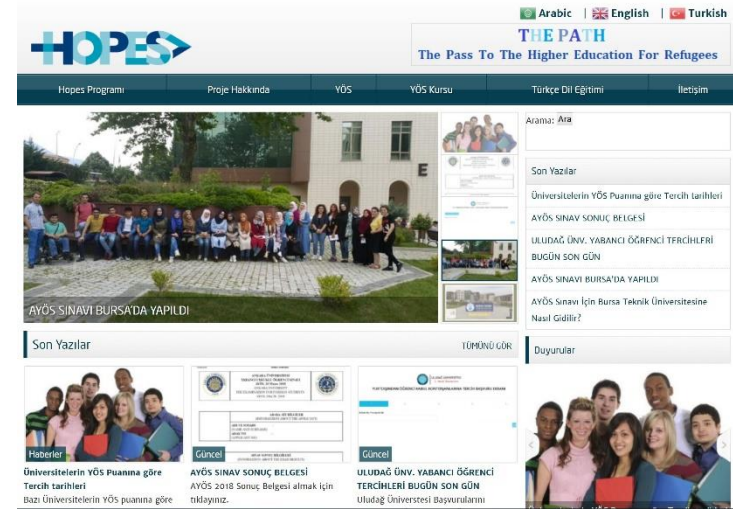 Arabic | English | Turkish
HOPES
THE PATH
The Pass To The Higher Education For Refugees
Hopes Programı Proje Hakkında YÖS YÖS Kursu Türkçe Dil Eğitimi İletişim
E
AYÖS SINAVI BURSA'DA YAPILDI
Arama: Ara
Son Yazılar
Üniversitelerin YÖS Puanına göre Tercih tarihleri
AYÖS SINAV SONUÇ BELGESİ
ULUDAĞ ÜNV. YABANCI ÖĞRENCİ TERCİHLERİ
BUGÜN SON GÜN
AYÖS SINAVI BURSA'DA YAPILDI
AYÖS Sınavı İçin Bursa Teknik Üniversitesine
Nasıl Gidilir?
Son Yazılar TÜMÜNÜ GÖR
Haberler
Üniversitelerin YÖS Puanına göre
Tercih tarihleri
Bazı Üniversitelerin YÖS puanına göre
Güncel
AYÖS SINAV SONUÇ BELGESİ
AYÖS 2018 Sonuç Belgesi almak için
tıklayınız.
Güncel
ULUDAĞ ÜNV. YABANCI ÖĞRENCİ
TERCİHLERİ BUGÜN SON GÜN
Uludağ Üniverstesi Başvurularını
Duyurular